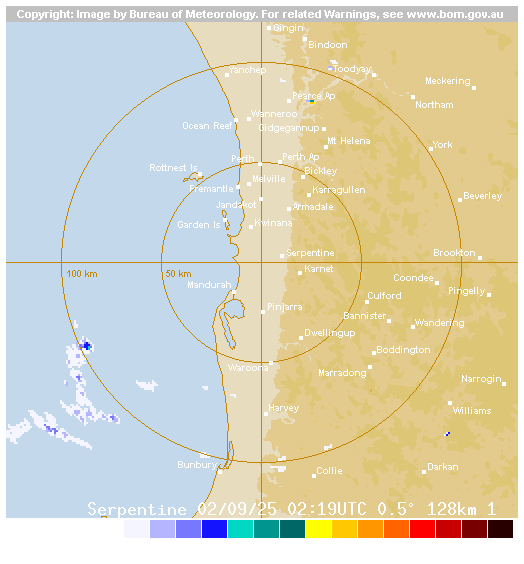 Copyright: Image by Bureau of Meteorology. For related Warnings, see www.bom.gov.au
Gingin
Bindoon
Yanchep
Toodyay
Meckering
Pearce Ap
Northam
Wanneroo
Ocean Reef
Gidgegannup
Mt Helena
York
Perth
Perth Ap
Rottnest Is
Bickley
Melville
Fremantle
Karragullen
Beverley
Jandakot
Armadale
Garden Is
Kwinana
Serpentine
Brookton
Karnet
100 km
50 km
Coondee
Mandurah
Culford
Pingelly
Pinjarra
Bannister
Wandering
Dwellingup
Boddington
Waroona
Marradong
Narrogin
Harvey
Williams
Bunbury
Collie
Darkan
Serpentine 02/09/25 02:19UTC 0.5° 128km 1